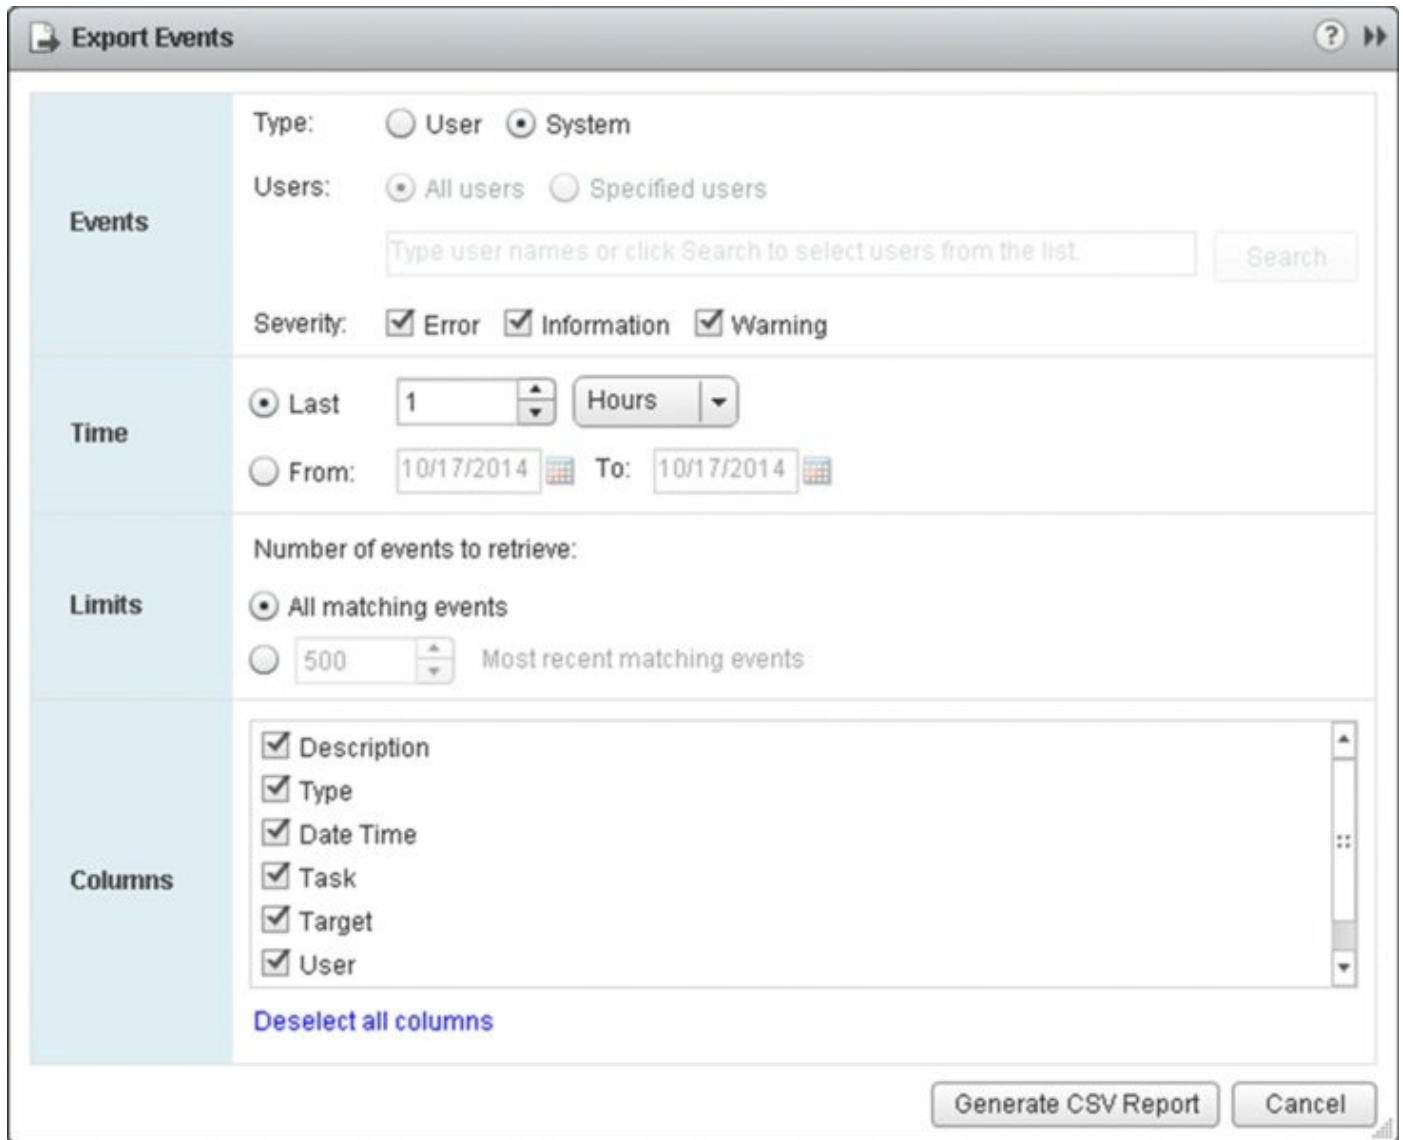 Export Events
?
Events
Type: User System
Users: All users Specified users
Type user names or click Search to select users from the list. Search
Severity: Error Information Warning
Time
Last 1 Hours
From: 10/17/2014 To: 10/17/2014
Limits
Number of events to retrieve:
All matching events
500 Most recent matching events
Columns
Description
Type
Date Time
Task
Target
User
Deselect all columns
Generate CSV Report Cancel